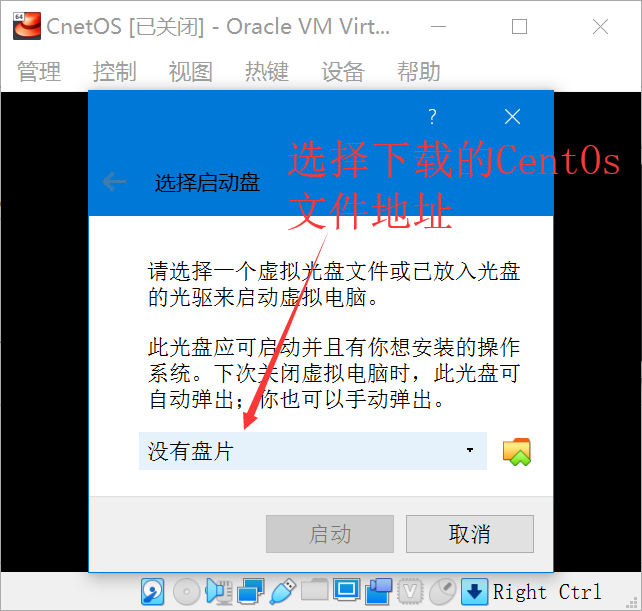 64
CnetOS [已关闭] - Oracle VM Virt...
管理 控制 视图 热键 设备 帮助
?
选择下载的CentOs
文件地址
选择启动盘
请选择一个虚拟光盘文件或已放入光盘
的光驱来启动虚拟电脑。
此光盘应可启动并且有你想安装的操作
系统。下次关闭虚拟电脑时，此光盘可
自动弹出；你也可以手动弹出。
没有盘片
启动 取消
V
Right Ctrl